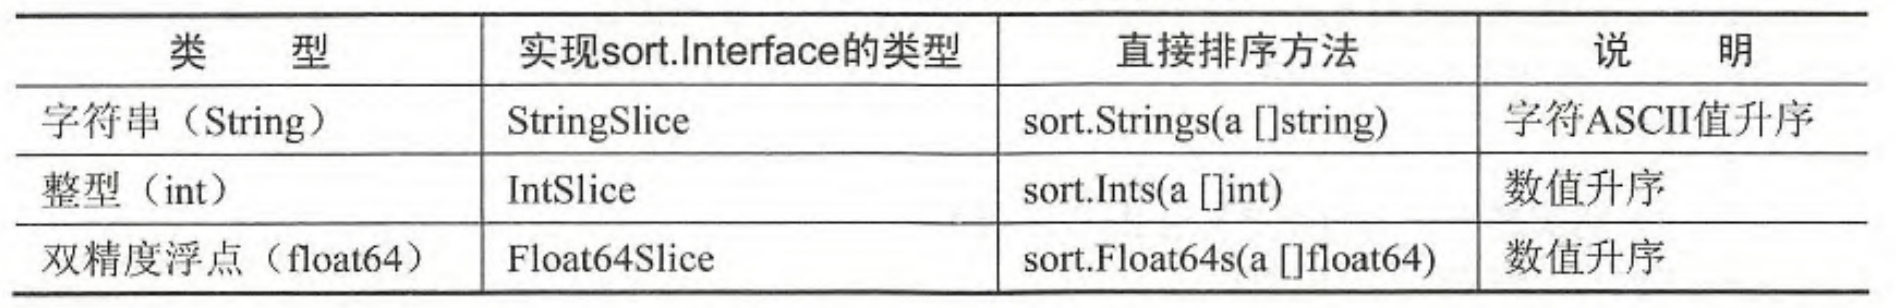 类 型 实现sort.Interface的类型 直接排序方法 说 明
字符串（String） StringSlice sort.Strings(a []string) 字符ASCII值升序
整型（int） IntSlice sort.Ints(a []int) 数值升序
双精度浮点（float64） Float64Slice sort.Float64s(a []float64) 数值升序